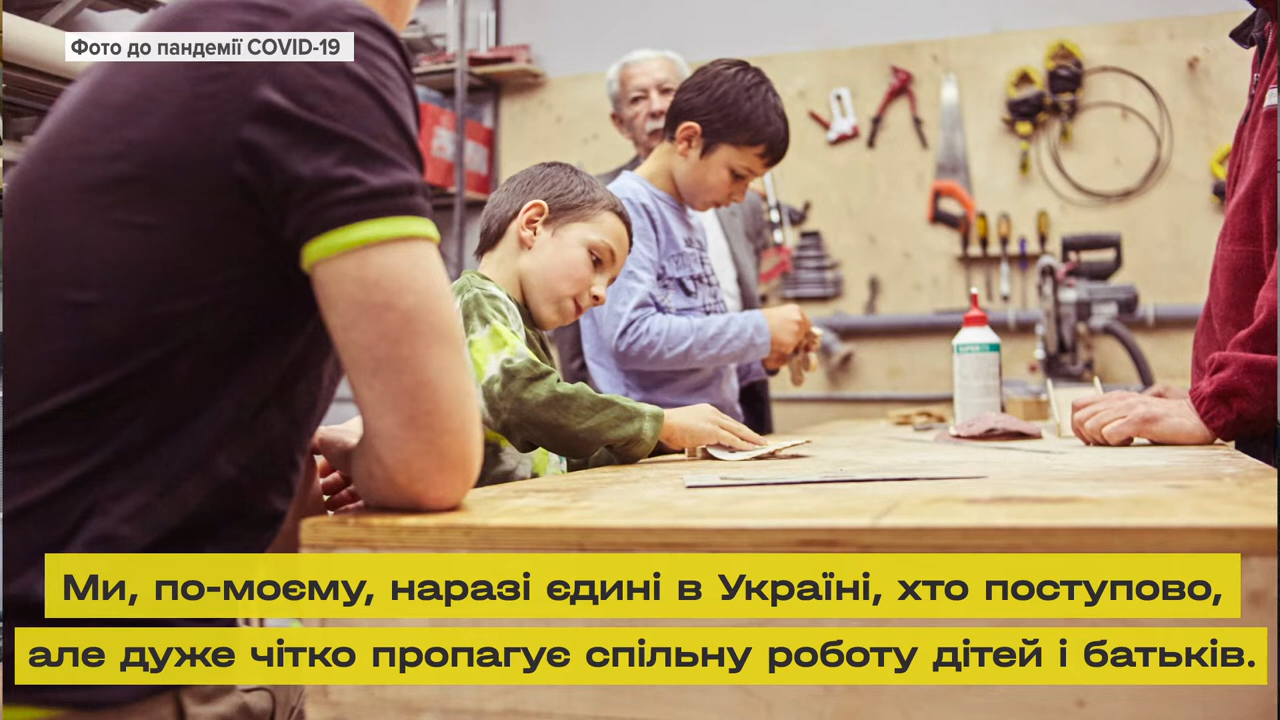 Фото до пандемії COVID-19
Ми, по-моєму, наразі єдині в Україні, хто поступово,
але дуже чітко пропагує спільну роботу дітей і батьків.